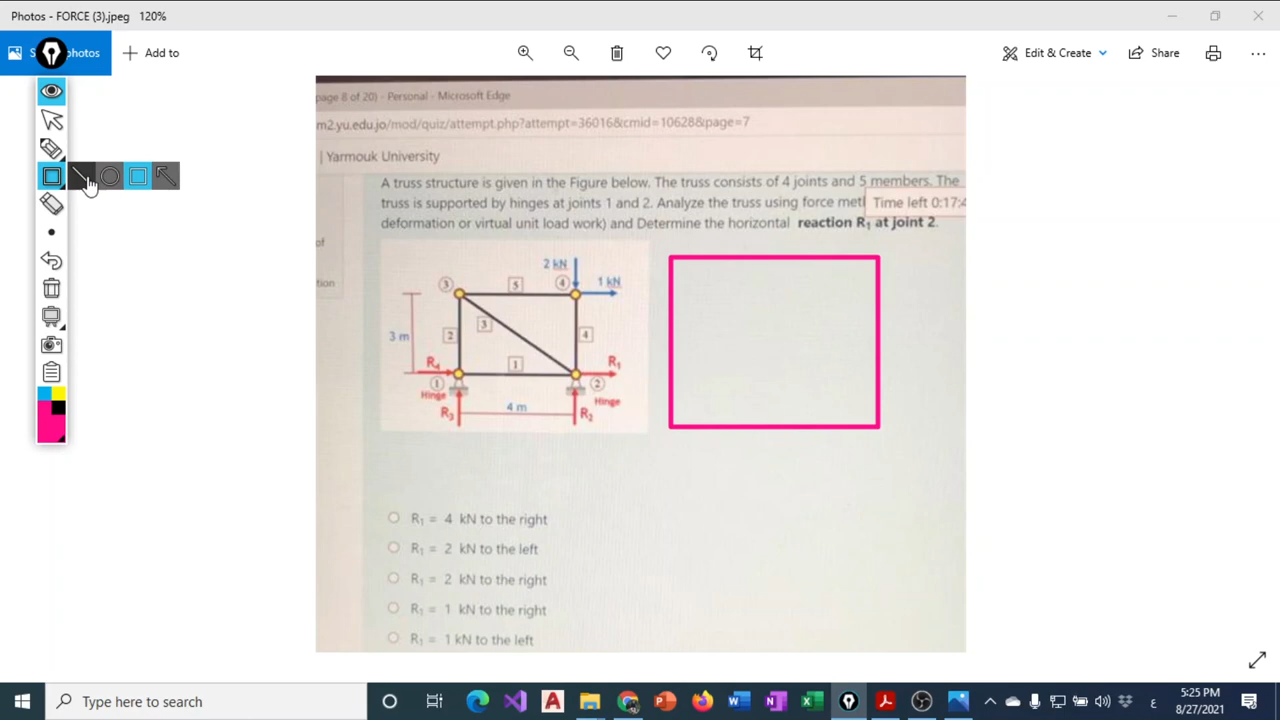 Photos - FORCE (3).jpeg 120%
photos
Add to
Edit & Create
Share
page 8 of 20) - Personal - Microsoft Edge
m2.yu.edu.jo/mod/quiz/attempt.php?attempt=36016&cmid=10628&page=7
| Yarmouk University
A truss structure is given in the Figure below. The truss consists of 4 joints and 5 members. The
truss is supported by hinges at joints 1 and 2. Analyze the truss using force
Time left 0:17:4
deformation or virtual unit load work) and Determine the horizontal reaction R1 at joint 2.
of
tion
2 kN
3
5
4
1 kN
3
3 m
2
4
R4
1
R1
1
2
Hinge
Hinge
4 m
R3
R2
R1 = 4 kN to the right
R1 = 2 kN to the left
R1 = 2 kN to the right
R1 = 1 kN to the right
R1 = 1 kN to the left
Type here to search
ع
5:25 PM
8/27/2021